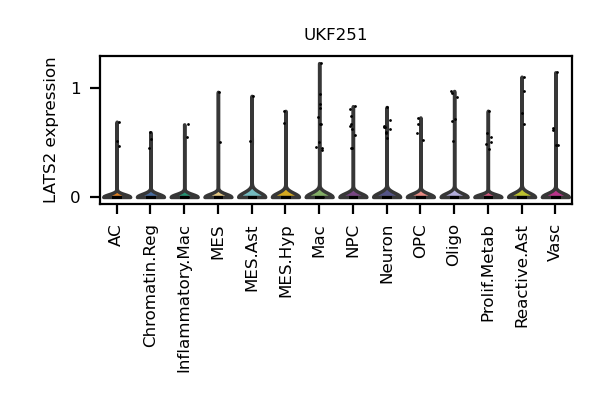 UKF251
LATS2 expression
1
0
AC
Chromatin.Reg
Inflammatory.Mac
MES
MES.Ast
MES.Hyp
Mac
NPC
Neuron
OPC
Oligo
Prolif.Metab
Reactive.Ast
Vasc